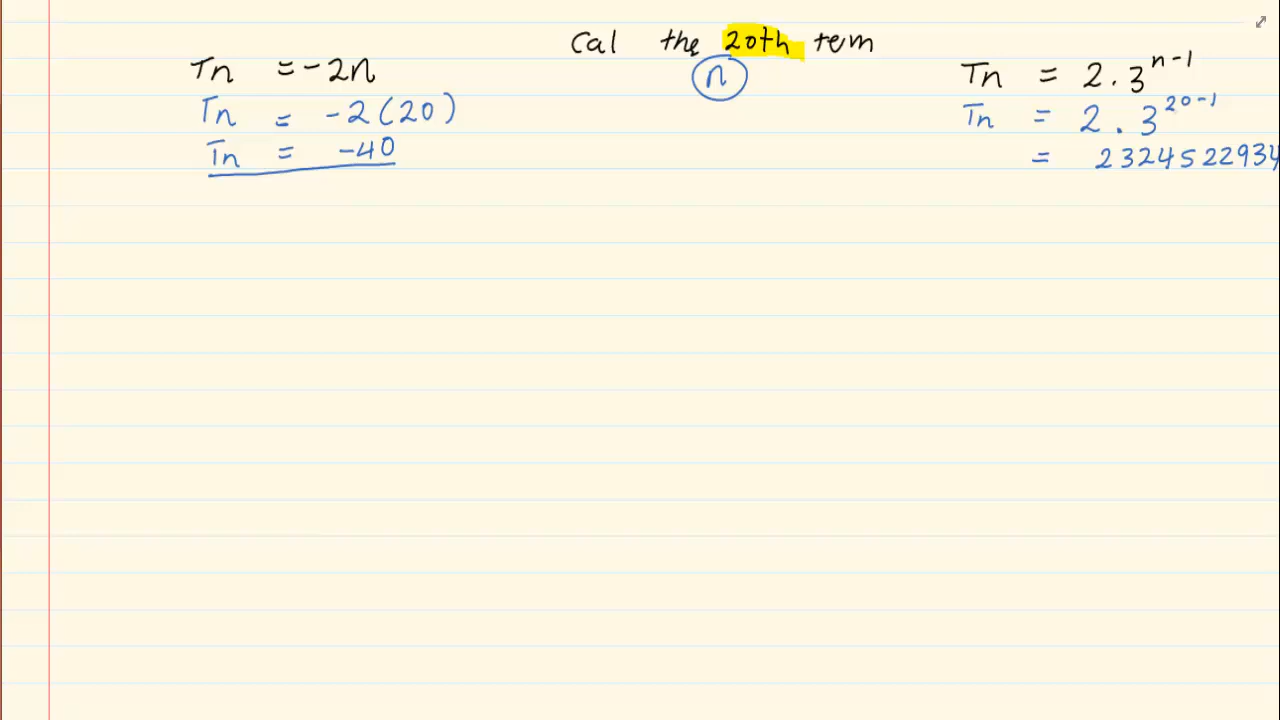 Cal the 20th term
n
Tn = -2n
Tn = -2(20)
Tn = -40
Tn = 2.3^{n-1}
Tn = 2.3^{20-1}
= 2324522934